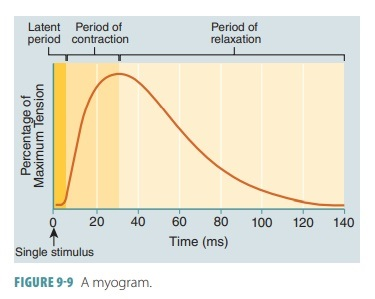 Latent period
Period of contraction
Period of relaxation
Percentage of
Maximum Tension
0 20 40 60 80 100 120 140
Time (ms)
Single stimulus
FIGURE 9-9 A myogram.